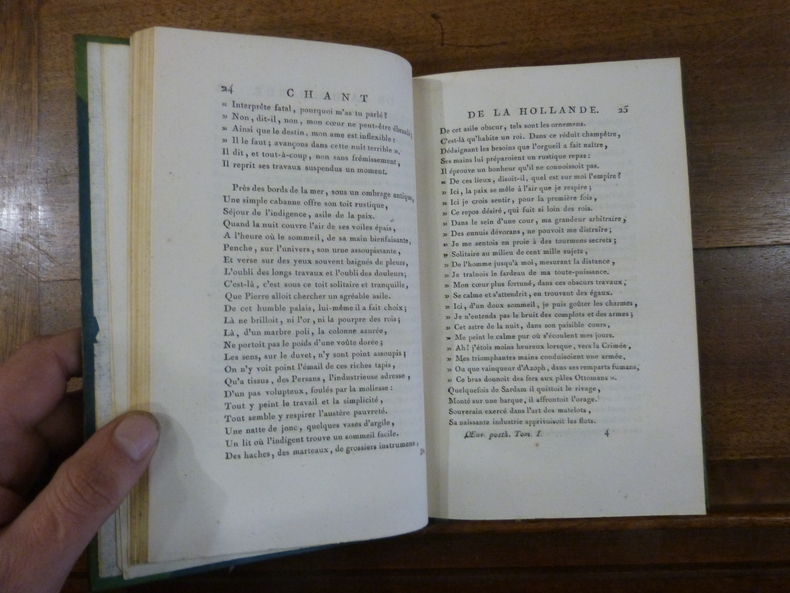 24 CHANT
" Interprête fatal, pourquoi m'as tu parlé?
" Non, dit-il, non, mon cœur ne peut-être ébranlé;
" Ainsi que le destin, mon ame est inflexible:
" Il le faut; avançons dans cette nuit terrible ".
Il dit, et tout-à-coup, non sans frémissement,
Il reprit ses travaux suspendus un moment.
Près des bords de la mer, sous un ombrage antique,
Une simple cabanne offre son toit rustique,
Séjour de l'indigence, asile de la paix.
Quand la nuit couvre l'air de ses voiles épais,
A l'heure où le sommeil, de sa main bienfaisante,
Penche, sur l'univers, son urne assoupissante,
Et verse sur des yeux souvent baignés de pleurs,
L'oubli des longs travaux et l'oubli des douleurs;
C'est-là, c'est sous ce toit solitaire et tranquille,
Que Pierre alloit chercher un agréable asile.
De cet humble palais, lui-même il a fait choix;
Là ne brilloit, ni l'or, ni la pourpre des rois;
Là, d'un marbre poli, la colonne azurée,
Ne portoit pas le poids d'une voûte dorée;
Les sens, sur le duvet, n'y sont point assoupis;
On n'y voit point l'émail de ces riches tapis,
Qu'a tissus, des Persans, l'industrieuse adresse,
D'un pas voluptueux, foulés par la molesse:
Tout y peint le travail et la simplicité,
Tout semble y respirer l'austère pauvreté.
Une natte de jonc, quelques vases d'argile,
Un lit où l'indigent trouve un sommeil facile.
Des haches, des marteaux, de grossiers instrumens,
DE LA HOLLANDE. 25
De cet asile obscur, tels sont les ornemens.
C'est-là qu'habite un roi. Dans ce réduit champêtre,
Dédaignant les besoins que l'orgueil a fait naître,
Ses mains lui préparoient un rustique repas:
Il éprouve un bonheur qu'il ne connoissoit pas.
" De ces lieux, disoit-il, quel est sur moi l'empire?
" Ici, la paix se mêle à l'air que je respire;
" Ici je crois sentir, pour la première fois,
" Ce repos désiré, qui fuit si loin des rois.
" Dans le sein d'une cour, ma grandeur arbitraire,
" Des ennuis dévorans, ne pouvoit me distraire;
" Je me sentois en proie à des tourmens secrets;
" Solitaire au milieu de cent mille sujets,
" De l'homme jusqu'à moi, mesurant la distance,
" Je traînois le fardeau de ma toute-puissance.
" Mon cœur plus fortuné, dans ces obscurs travaux,
" Se calme et s'attendrit, en trouvant des égaux.
" Ici, d'un doux sommeil, je puis goûter les charmes,
" Je n'entends pas le bruit des complots et des armes;
" Cet astre de la nuit, dans son paisible cours,
" Me peint le calme pur où s'écoulent mes jours.
" Ah! j'étois moins heureux lorsque, vers la Crimée,
" Mes triomphantes mains conduisoient une armée,
" Ou que vainqueur d'Azoph, dans ses remparts fumans,
" Ce bras donnoit des fers aux pâles Ottomans ".
Quelquefois de Sardam il quittoit le rivage,
Monté sur une barque, il affrontoit l'orage.
Souverain exercé dans l'art des matelots,
Sa naissante industrie apprivoisoit les flots.
Œuv. posth. Tom. I. 4